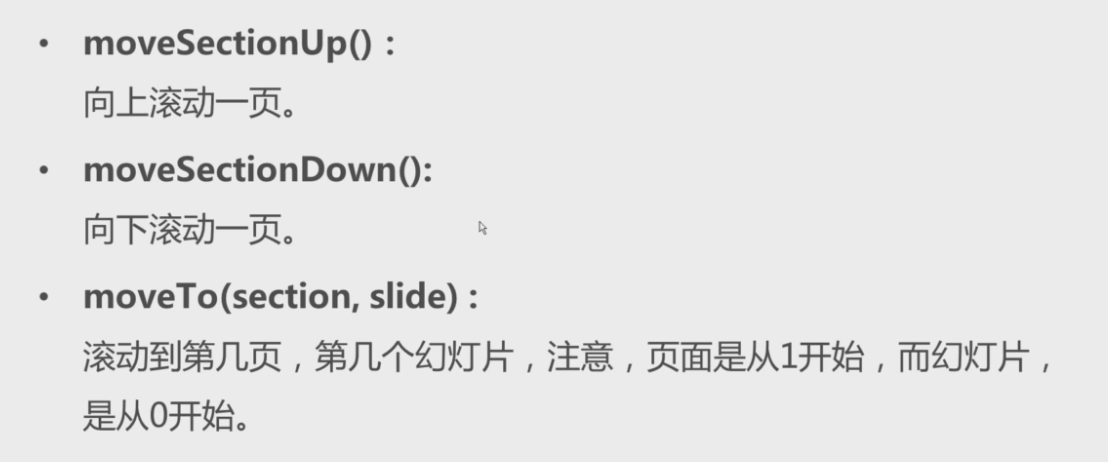 • moveSectionUp()：
向上滚动一页。
• moveSectionDown():
向下滚动一页。
• moveTo(section, slide)：
滚动到第几页，第几个幻灯片，注意，页面是从1开始，而幻灯片，
是从0开始。